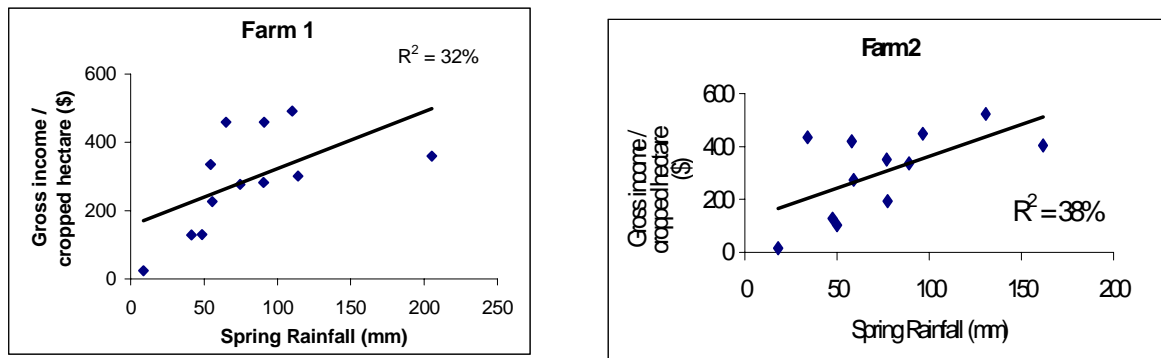 Farm 1
R² = 32%
Gross income /
cropped hectare ($)
600
400
200
0
0 50 100 150 200 250
Spring Rainfall (mm)
Farm2
Gross income /
cropped hectare
($)
600
400
200
0
R² = 38%
0 50 100 150 200
Spring Rainfall (mm)